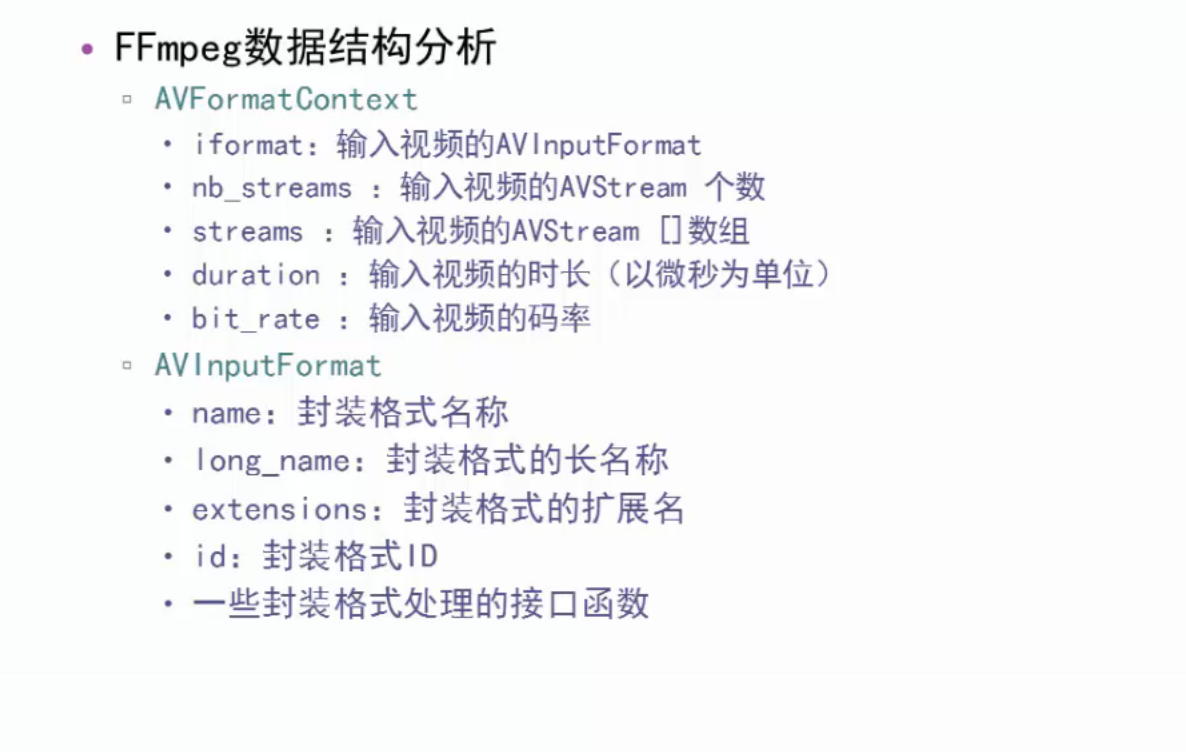 • FFmpeg数据结构分析
▫ AVFormatContext
• iformat：输入视频的AVInputFormat
• nb_streams ：输入视频的AVStream 个数
• streams ：输入视频的AVStream []数组
• duration ：输入视频的时长（以微秒为单位）
• bit_rate ：输入视频的码率
▫ AVInputFormat
• name：封装格式名称
• long_name：封装格式的长名称
• extensions：封装格式的扩展名
• id：封装格式ID
• 一些封装格式处理的接口函数